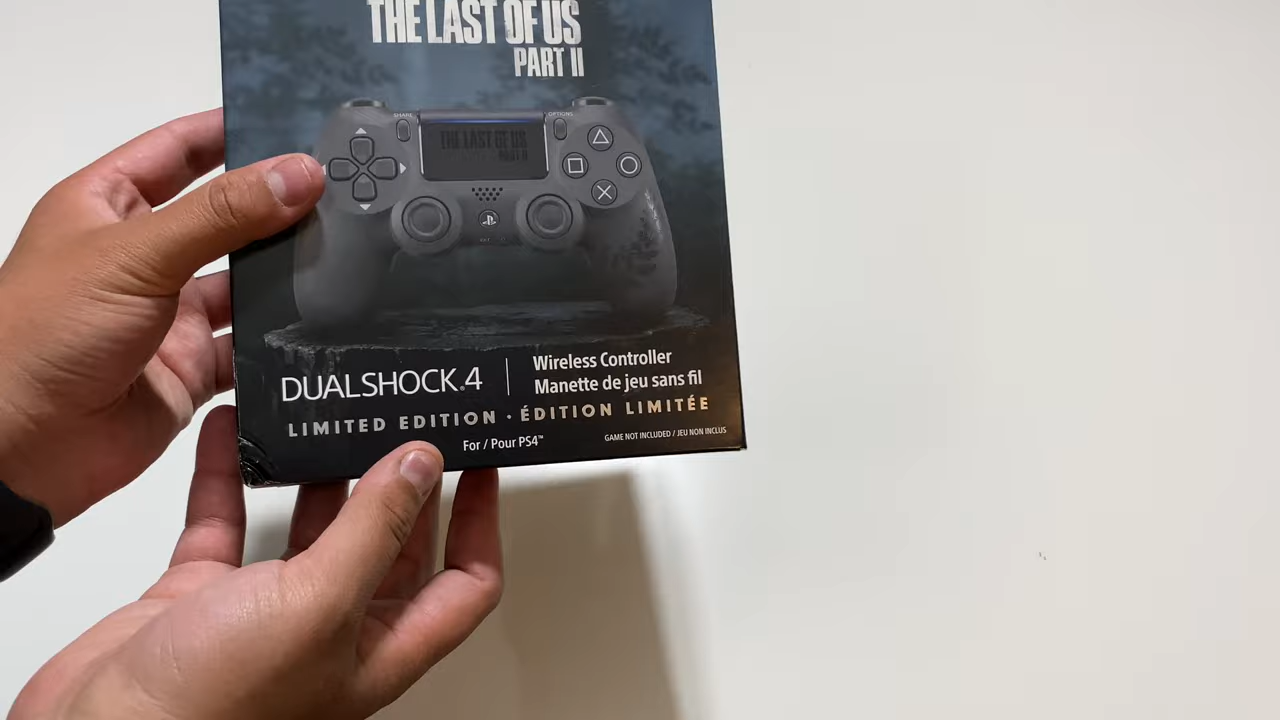 THE LAST OF US
PART II
SHARE
OPTIONS
THE LAST OF US
PART II
DUALSHOCK®4
Wireless Controller
Manette de jeu sans fil
LIMITED EDITION · ÉDITION LIMITÉE
For / Pour PS4™
GAME NOT INCLUDED / JEU NON INCLUS